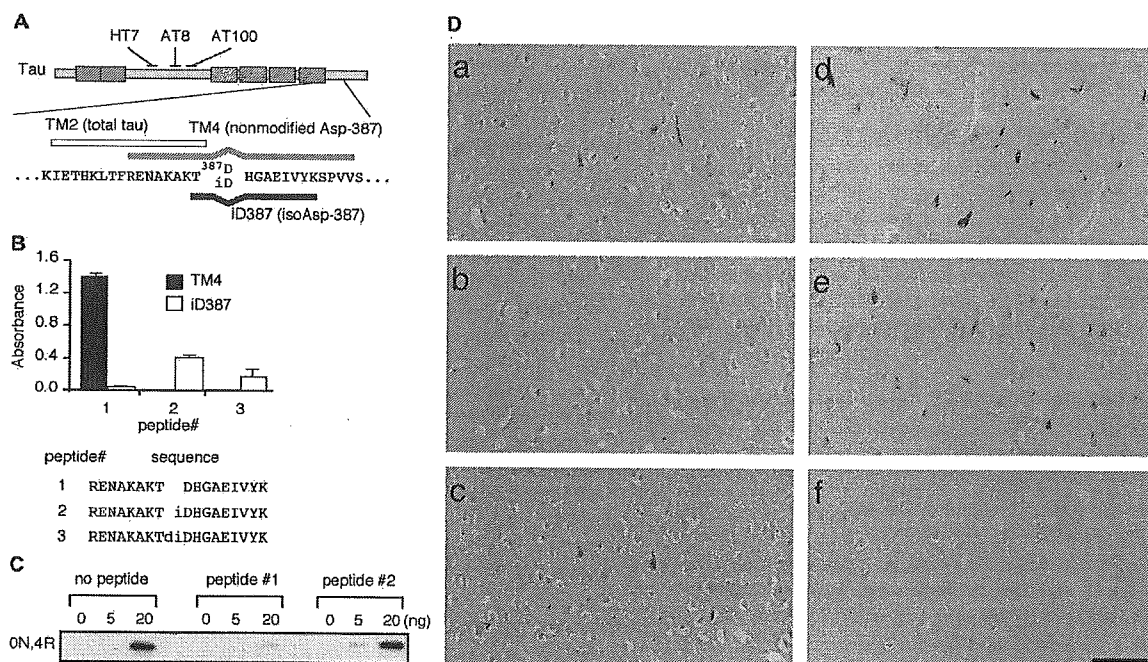 A
HT7 AT8 AT100
Tau
TM2 (total tau) TM4 (nonmodified Asp-387)
387D
...KIETHKLTFRENAKAKT HGAEIVYKSPVVS...
iD
iD387 (isoAsp-387)
B
1.6
1.2
0.8
0.4
0.0
Absorbance
TM4
iD387
1 2 3
peptide#
peptide# sequence
1 RENAKAKT DHGAEIVYK
2 RENAKAKT iDHGAEIVYK
3 RENAKAKTdiDHGAEIVYK
C
no peptide peptide #1 peptide #2
0 5 20 0 5 20 0 5 20 (ng)
0N,4R
D
a
b
c
d
e
f